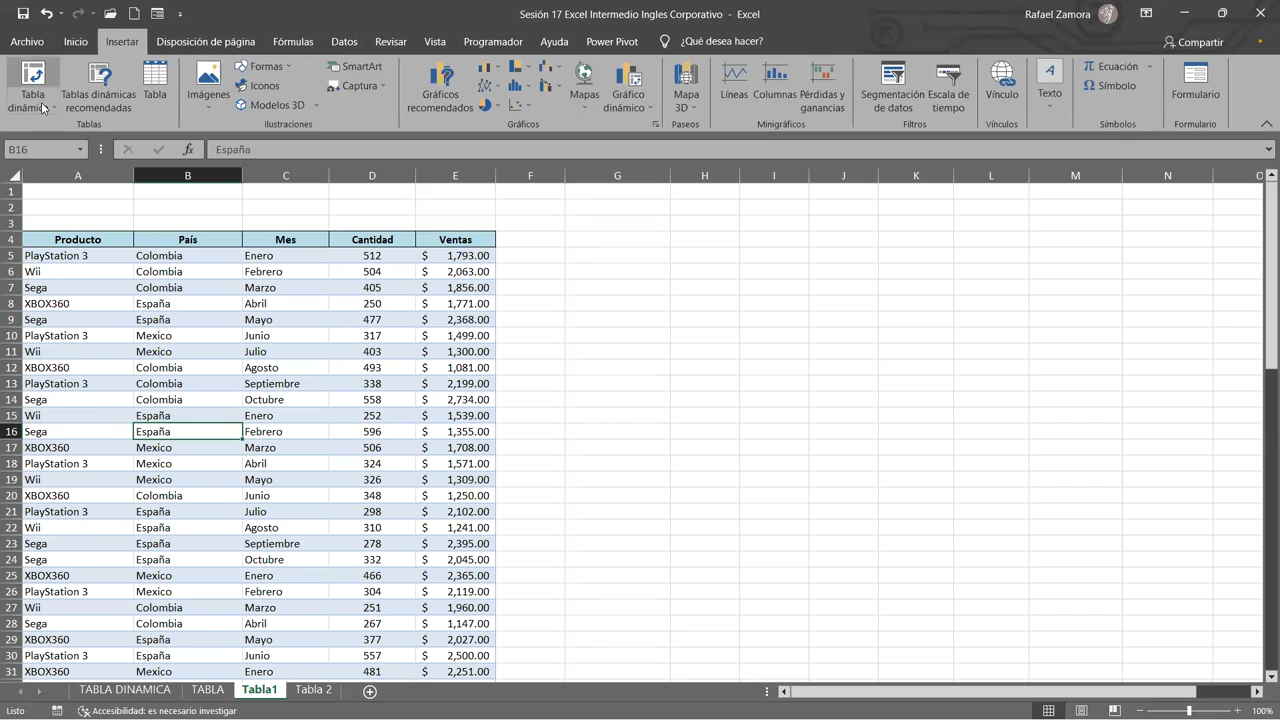 Sesión 17 Excel Intermedio Ingles Corporativo - Excel
Rafael Zamora
Archivo Inicio Insertar Disposición de página Fórmulas Datos Revisar Vista Programador Ayuda Power Pivot ¿Qué desea hacer? Compartir
Tabla dinámica
Tablas dinámicas recomendadas
Tabla
Tablas
Imágenes
Formas
Iconos
Modelos 3D
SmartArt
Captura
Ilustraciones
Gráficos recomendados
Mapas
Gráfico dinámico
Gráficos
Mapa 3D
Paseos
Líneas
Columnas
Pérdidas y ganancias
Minigráficos
Segmentación de datos
Escala de tiempo
Filtros
Vínculo
Vínculos
Texto
Ecuación
Símbolo
Símbolos
Formulario
Formulario
B16 fx España
A B C D E F G H I J K L M N O
1
2
3
4 Producto País Mes Cantidad Ventas
5 PlayStation 3 Colombia Enero 512 $ 1,793.00
6 Wii Colombia Febrero 504 $ 2,063.00
7 Sega Colombia Marzo 405 $ 1,856.00
8 XBOX360 España Abril 250 $ 1,771.00
9 Sega España Mayo 477 $ 2,368.00
10 PlayStation 3 Mexico Junio 317 $ 1,499.00
11 Wii Mexico Julio 403 $ 1,300.00
12 XBOX360 Colombia Agosto 493 $ 1,081.00
13 PlayStation 3 Colombia Septiembre 338 $ 2,199.00
14 Sega Colombia Octubre 558 $ 2,734.00
15 Wii España Enero 252 $ 1,539.00
16 Sega España Febrero 596 $ 1,355.00
17 XBOX360 Mexico Marzo 506 $ 1,708.00
18 PlayStation 3 Mexico Abril 324 $ 1,571.00
19 Wii Mexico Mayo 326 $ 1,309.00
20 XBOX360 Colombia Junio 348 $ 1,250.00
21 PlayStation 3 España Julio 298 $ 2,102.00
22 Wii España Agosto 310 $ 1,241.00
23 Sega España Septiembre 278 $ 2,395.00
24 Sega España Octubre 332 $ 2,045.00
25 XBOX360 Mexico Enero 466 $ 2,365.00
26 PlayStation 3 Mexico Febrero 304 $ 2,119.00
27 Wii Colombia Marzo 251 $ 1,960.00
28 Sega Colombia Abril 267 $ 1,147.00
29 XBOX360 España Mayo 377 $ 2,027.00
30 PlayStation 3 España Junio 557 $ 2,500.00
31 XBOX360 Mexico Enero 481 $ 2,251.00
TABLA DINAMICA TABLA Tabla1 Tabla 2
Listo Accesibilidad: es necesario investigar 100%